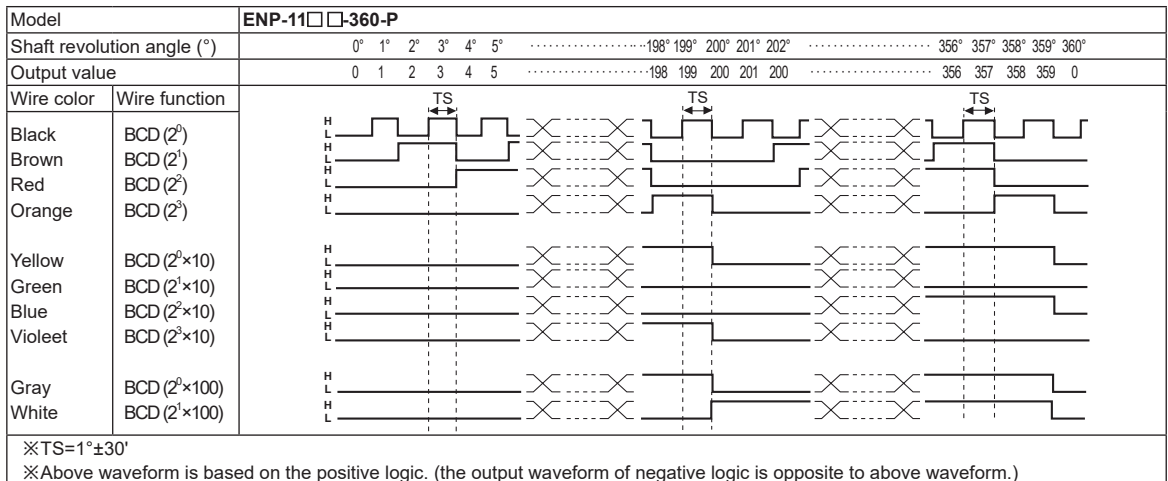 Model ENP-11□□-360-P
Shaft revolution angle (°) 0° 1° 2° 3° 4° 5° ·················· 198° 199° 200° 201° 202° ·················· 356° 357° 358° 359° 360°
Output value 0 1 2 3 4 5 ·················· 198 199 200 201 200 ·················· 356 357 358 359 0
Wire color Wire function TS TS TS
Black BCD (2⁰) H L
Brown BCD (2¹) H L
Red BCD (2²) H L
Orange BCD (2³) H L
Yellow BCD (2⁰×10) H L
Green BCD (2¹×10) H L
Blue BCD (2²×10) H L
Violeet BCD (2³×10) H L
Gray BCD (2⁰×100) H L
White BCD (2¹×100) H L
※TS=1°±30'
※Above waveform is based on the positive logic. (the output waveform of negative logic is opposite to above waveform.)